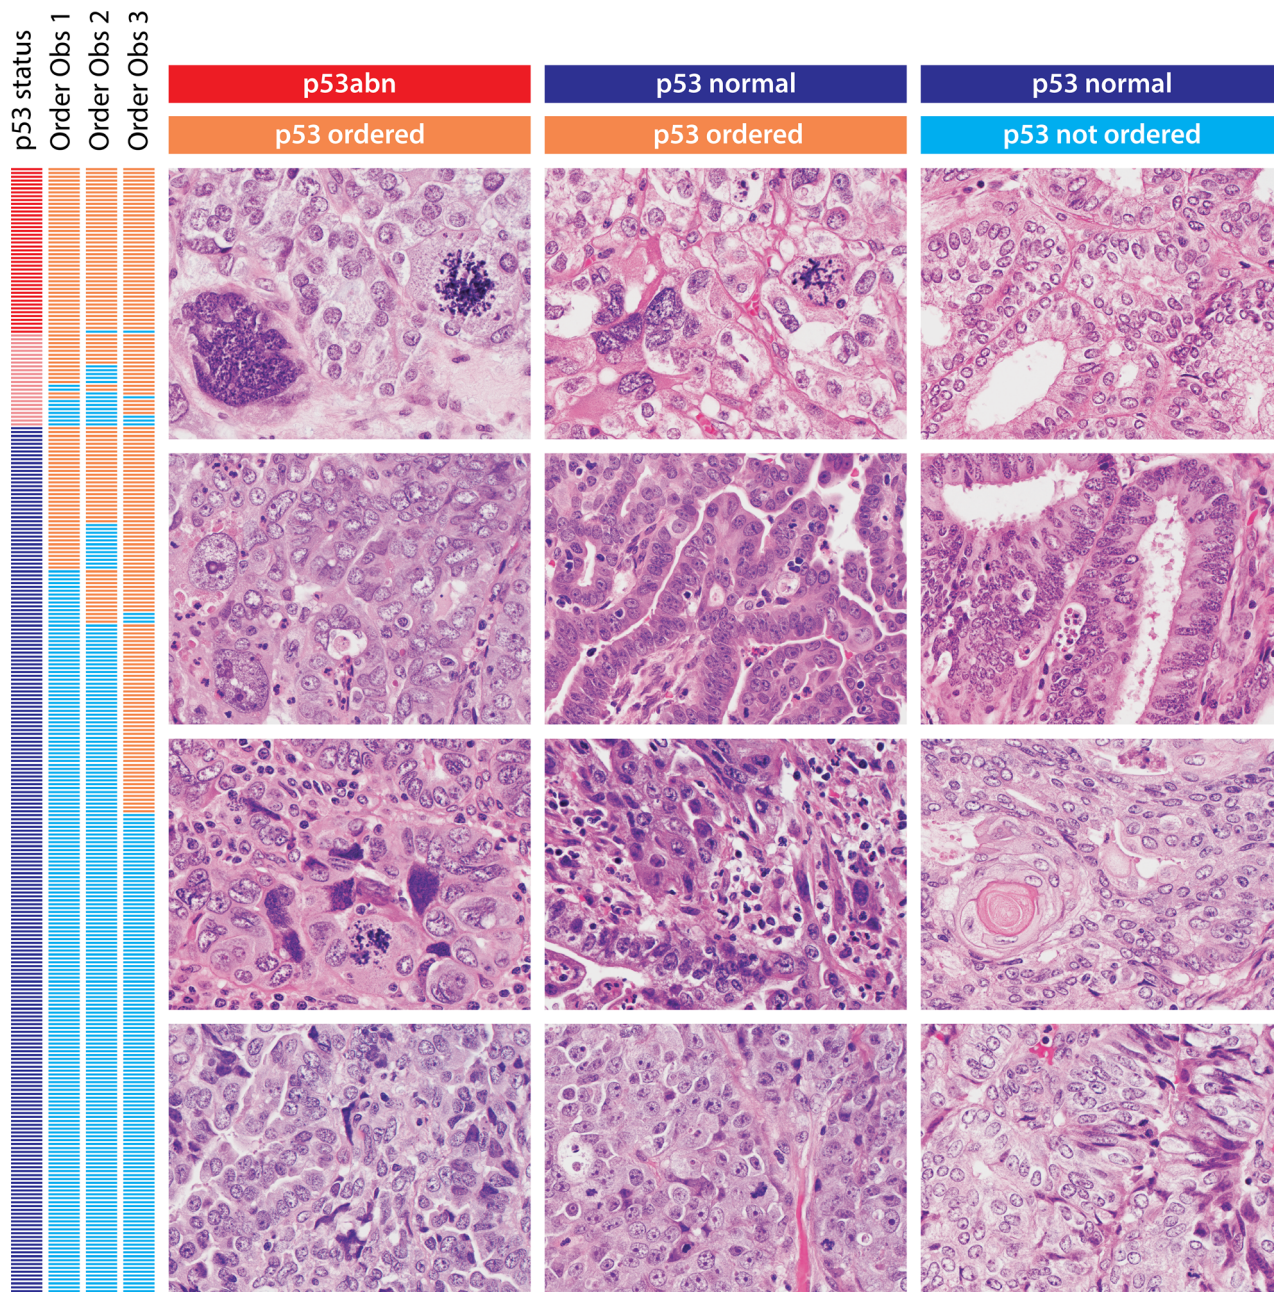 p53 status
Order Obs 1
Order Obs 2
Order Obs 3
p53abn
p53 normal
p53 normal
p53 ordered
p53 ordered
p53 not ordered